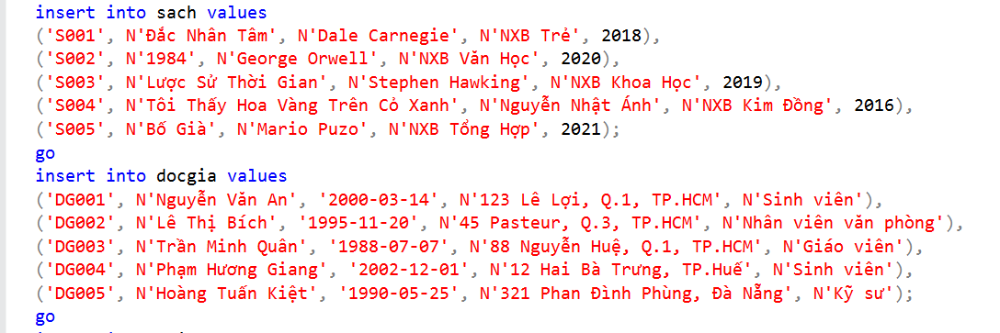 insert into sach values
('S001', N'Đắc Nhân Tâm', N'Dale Carnegie', N'NXB Trẻ', 2018),
('S002', N'1984', N'George Orwell', N'NXB Văn Học', 2020),
('S003', N'Lược Sử Thời Gian', N'Stephen Hawking', N'NXB Khoa Học', 2019),
('S004', N'Tôi Thấy Hoa Vàng Trên Cỏ Xanh', N'Nguyễn Nhật Ánh', N'NXB Kim Đồng', 2016),
('S005', N'Bố Già', N'Mario Puzo', N'NXB Tổng Hợp', 2021);
go
insert into docgia values
('DG001', N'Nguyễn Văn An', '2000-03-14', N'123 Lê Lợi, Q.1, TP.HCM', N'Sinh viên'),
('DG002', N'Lê Thị Bích', '1995-11-20', N'45 Pasteur, Q.3, TP.HCM', N'Nhân viên văn phòng'),
('DG003', N'Trần Minh Quân', '1988-07-07', N'88 Nguyễn Huệ, Q.1, TP.HCM', N'Giáo viên'),
('DG004', N'Phạm Hương Giang', '2002-12-01', N'12 Hai Bà Trưng, TP.Huế', N'Sinh viên'),
('DG005', N'Hoàng Tuấn Kiệt', '1990-05-25', N'321 Phan Đình Phùng, Đà Nẵng', N'Kỹ sư');
go